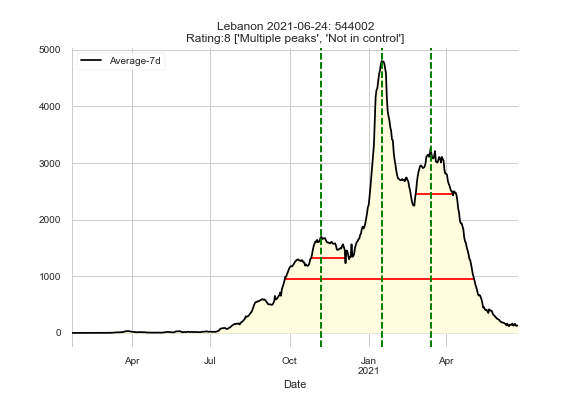 Lebanon 2021-06-24: 544002
Rating:8 ['Multiple peaks', 'Not in control']
Average-7d
5000
4000
3000
2000
1000
0
Apr
Jul
Oct
Jan
2021
Apr
Date